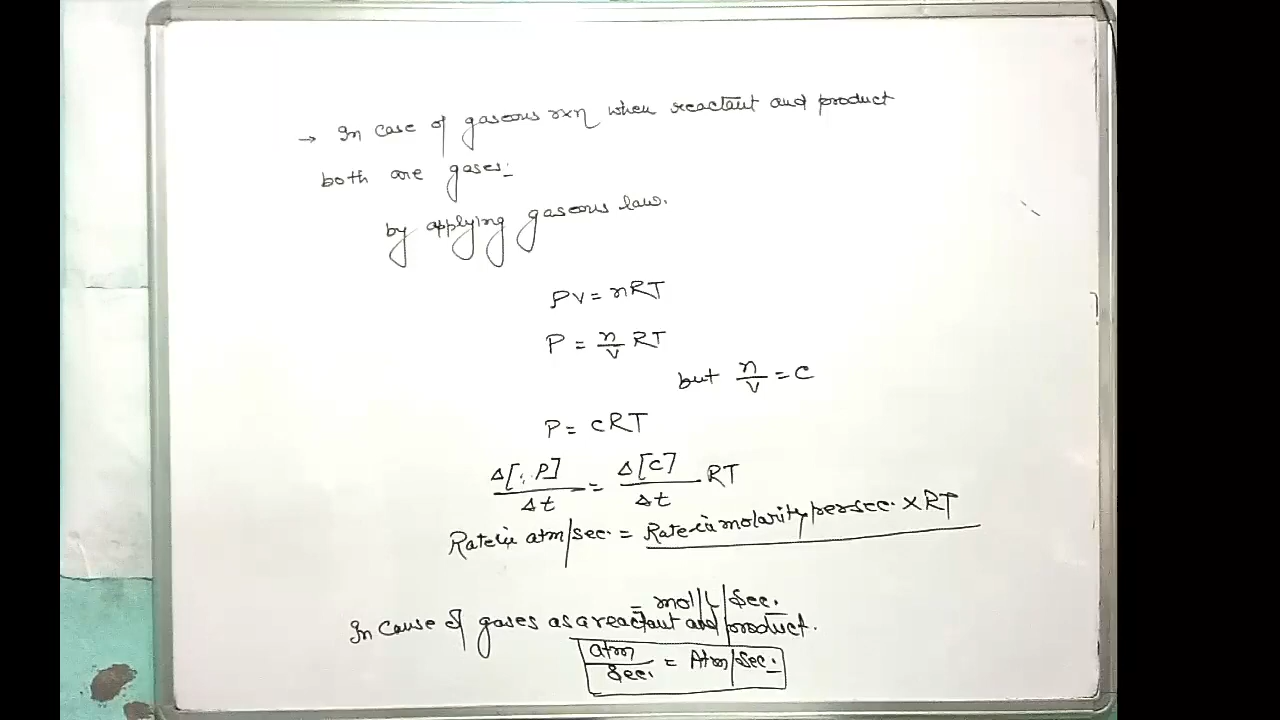 → In case of gaseous rxn when reactant and product
both are gases:
by applying gaseous law.
PV = nRT
P = n/V RT
but n/V = C
P = CRT
Δ[P]/Δt = Δ[C]/Δt RT
Rate in atm/sec. = Rate in molarity per sec. × RT
= mol/L/Sec.
In Cause of gases as a reactant and product.
atm/Sec. = Atm/Sec.